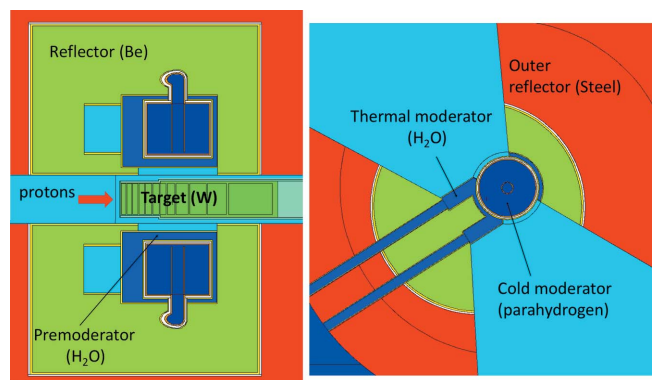 Reflector (Be)
protons
Target (W)
Premoderator
(H₂O)
Outer
reflector (Steel)
Thermal moderator
(H₂O)
Cold moderator
(parahydrogen)